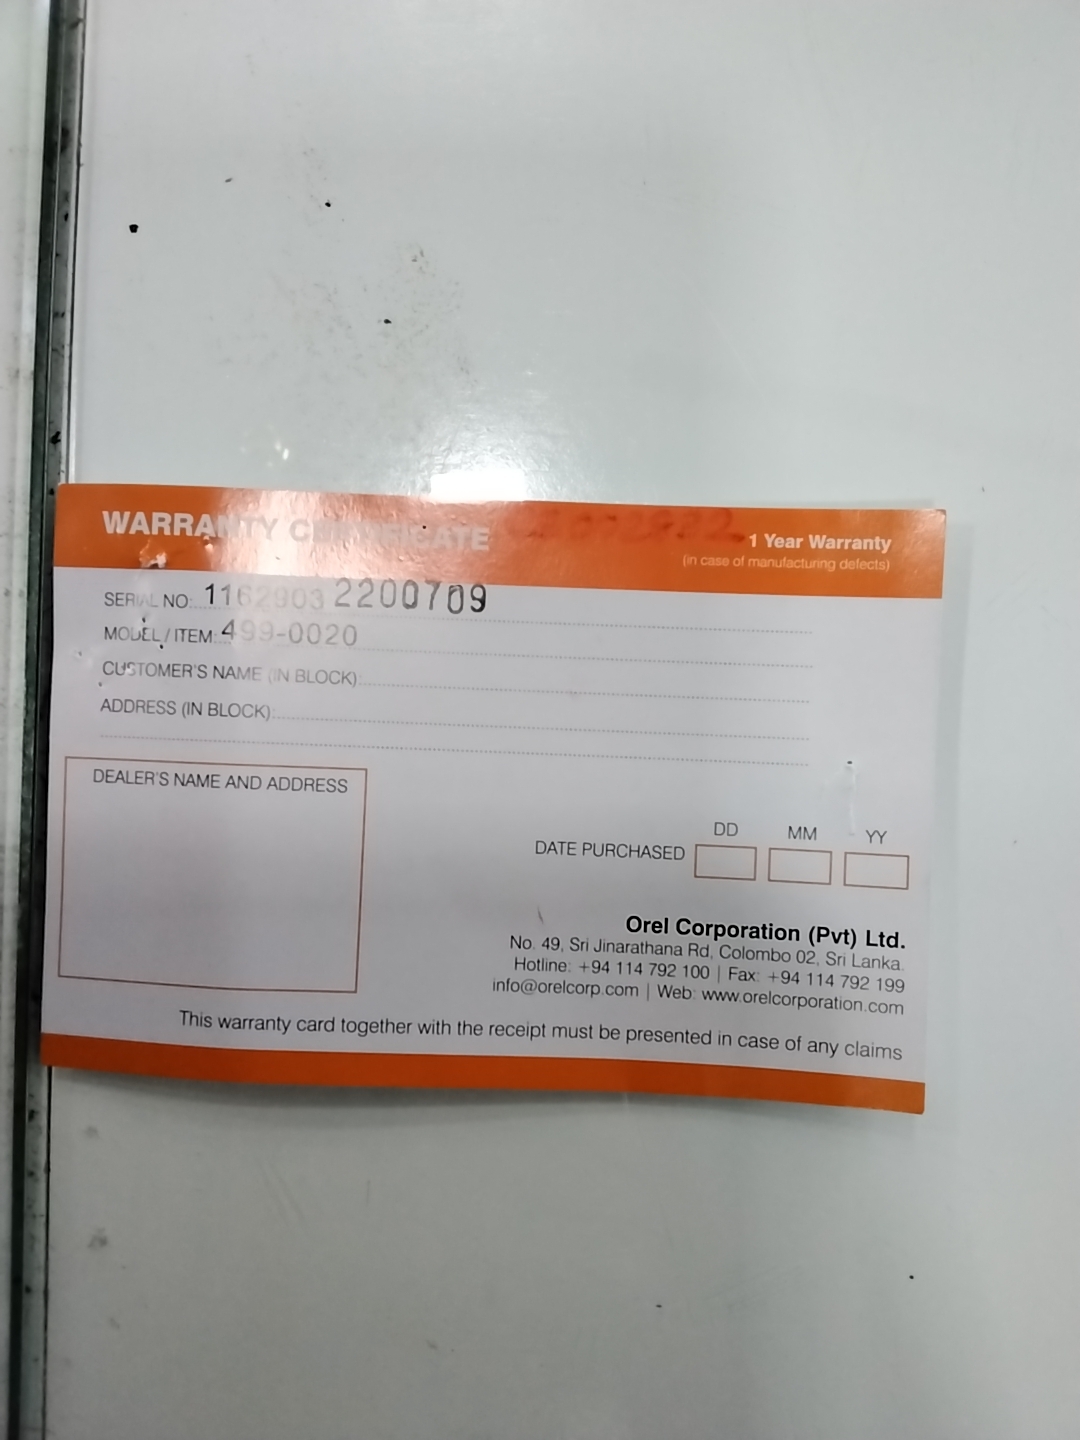 WARRANTY CERTIFICATE
1 Year Warranty
(in case of manufacturing defects)
SERIAL NO: 1162903 2200709
MODEL / ITEM: 499-0020
CUSTOMER'S NAME (IN BLOCK):
ADDRESS (IN BLOCK):
DEALER'S NAME AND ADDRESS
DD MM YY
DATE PURCHASED
Orel Corporation (Pvt) Ltd.
No. 49, Sri Jinarathana Rd, Colombo 02, Sri Lanka.
Hotline: +94 114 792 100 | Fax: +94 114 792 199
info@orelcorp.com | Web: www.orelcorporation.com
This warranty card together with the receipt must be presented in case of any claims